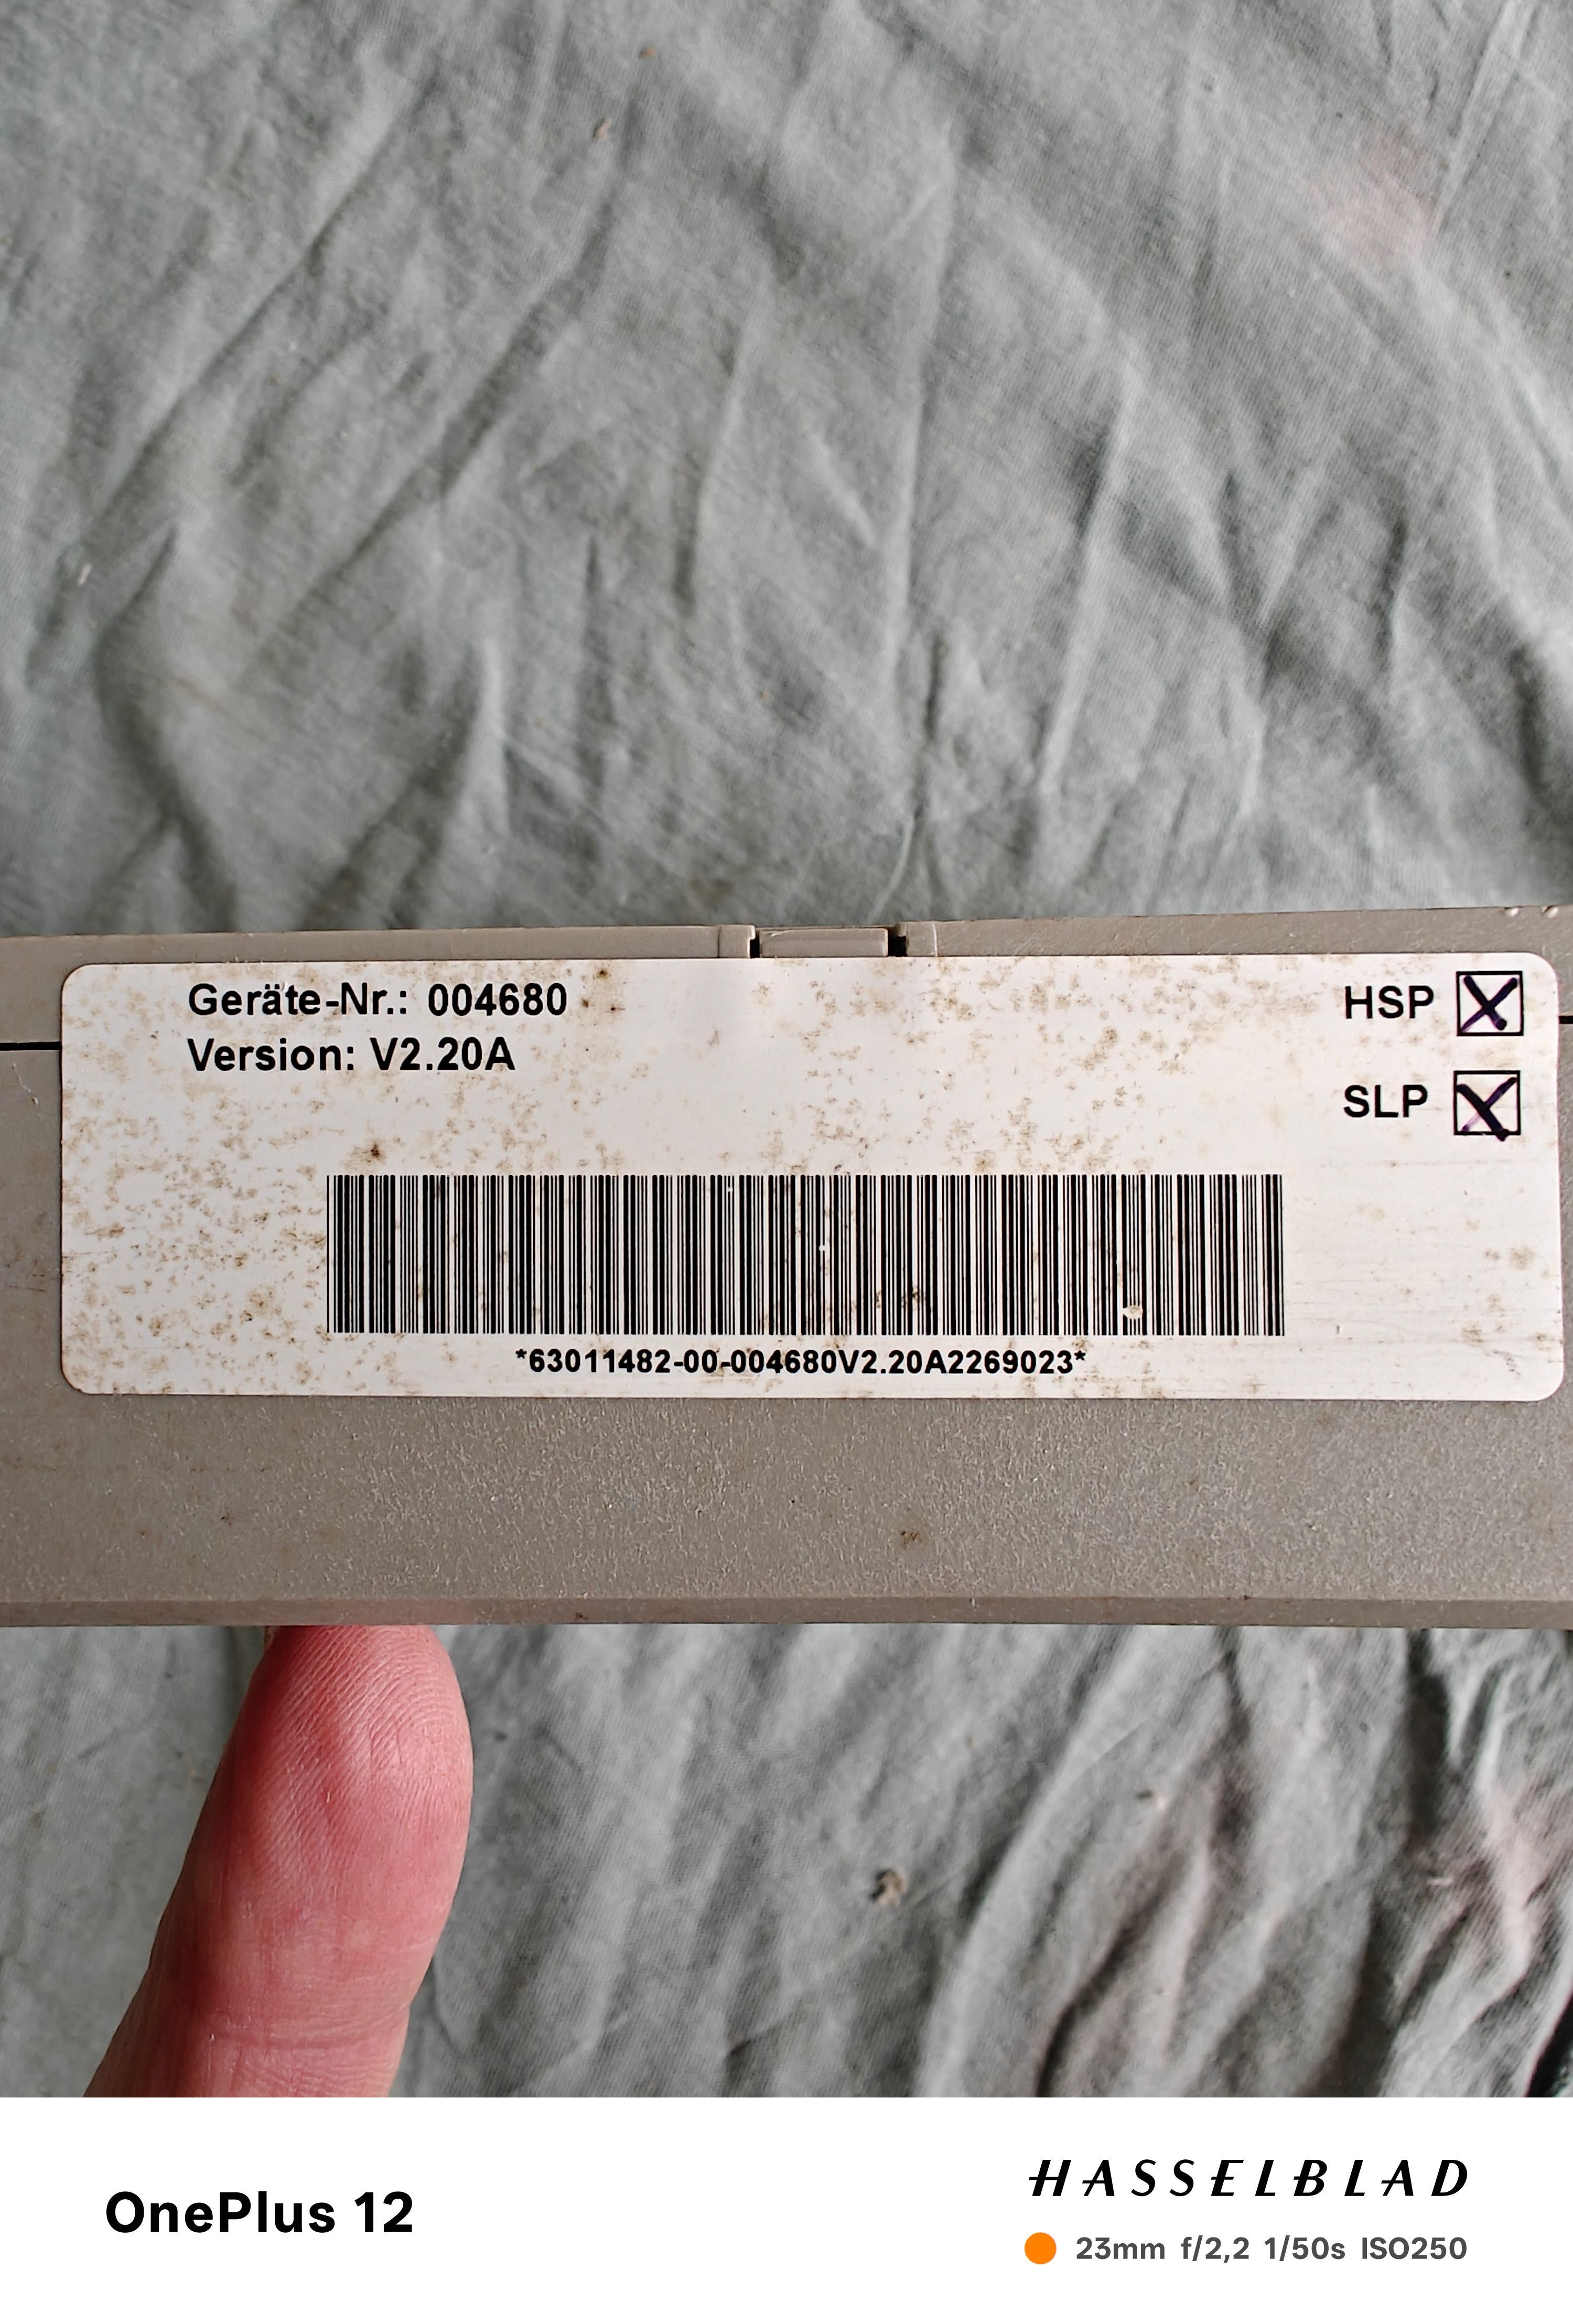 Geräte-Nr.: 004680
Version: V2.20A
HSP
SLP
*63011482-00-004680V2.20A2269023*
OnePlus 12
HASSELBLAD
23mm f/2,2 1/50s ISO250